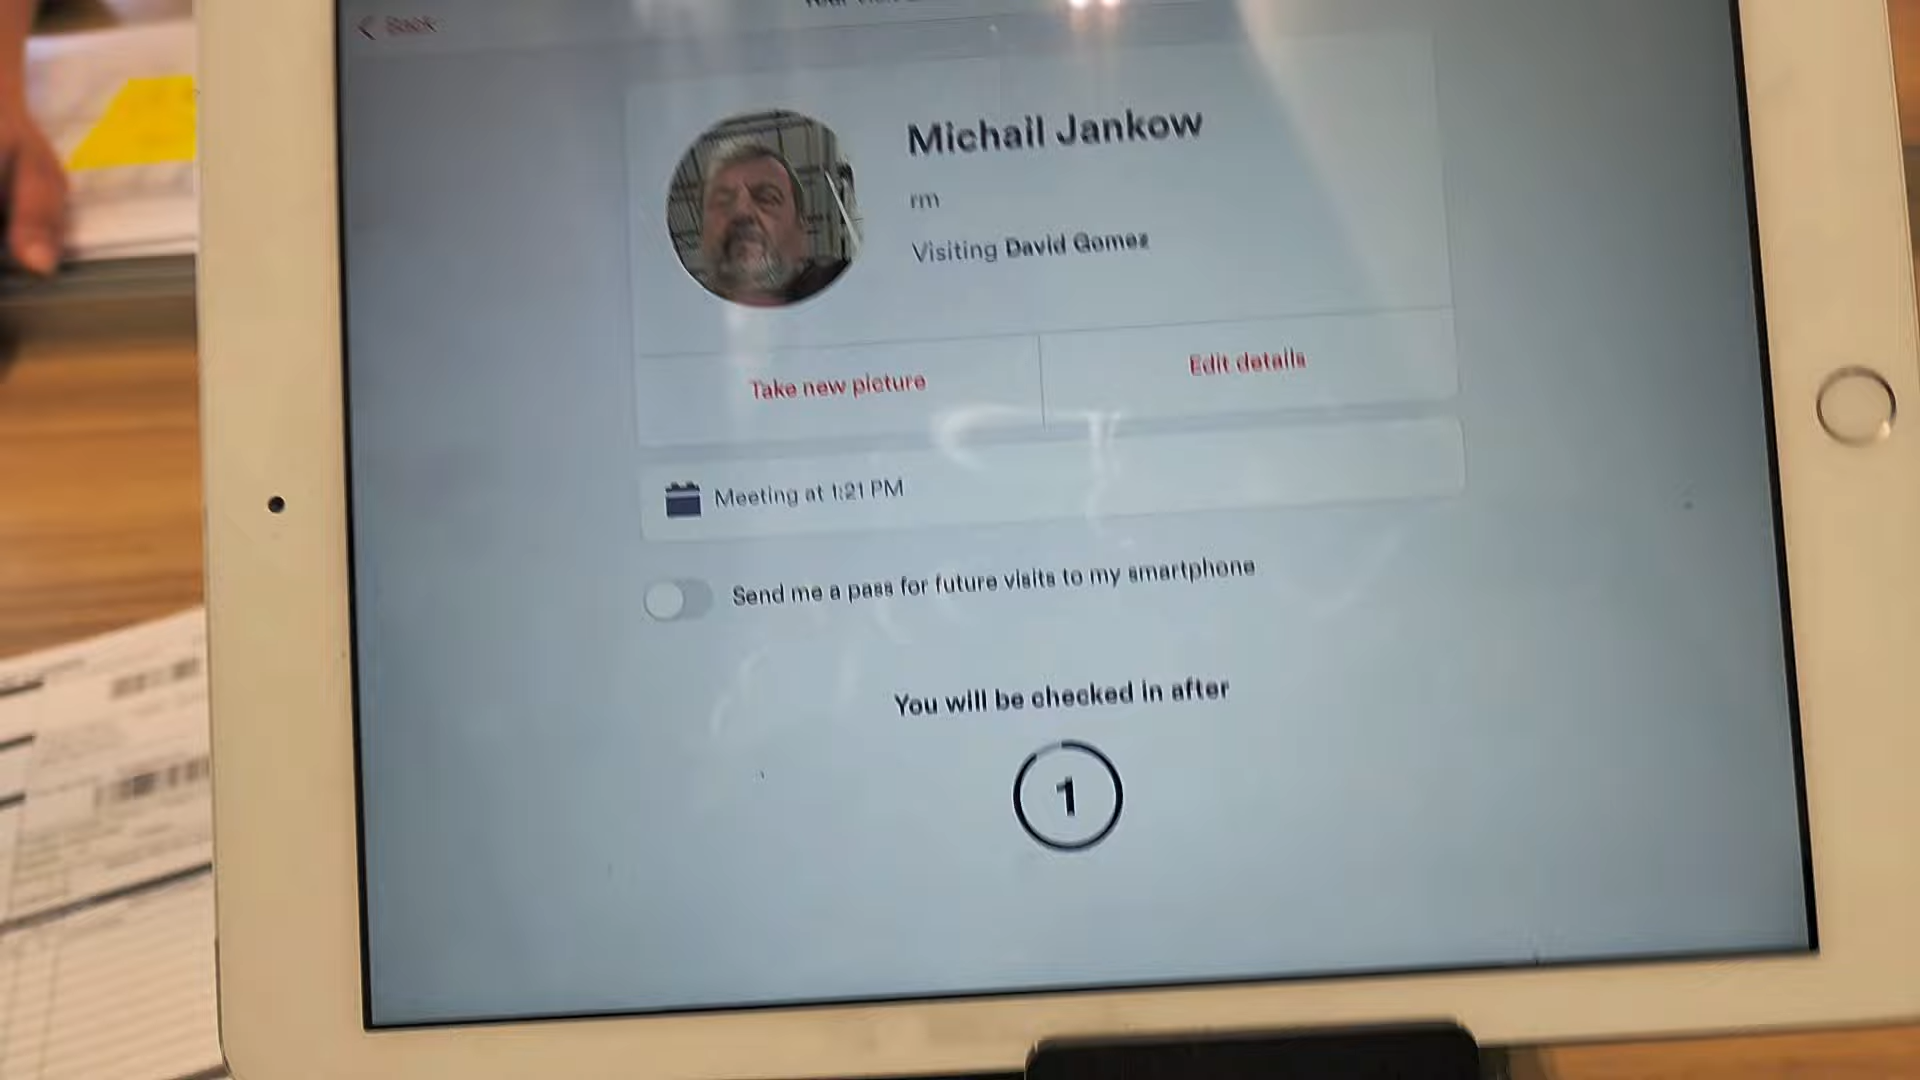 Back
Michail Jankow
rm
Visiting David Gomez
Take new picture
Edit details
Meeting at 1:21 PM
Send me a pass for future visits to my smartphone
You will be checked in after
1